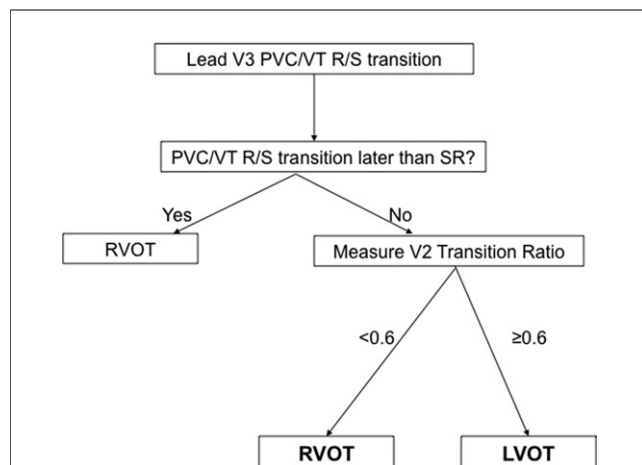 Lead V3 PVC/VT R/S transition
PVC/VT R/S transition later than SR?
Yes
No
RVOT
Measure V2 Transition Ratio
<0.6
≥0.6
RVOT
LVOT